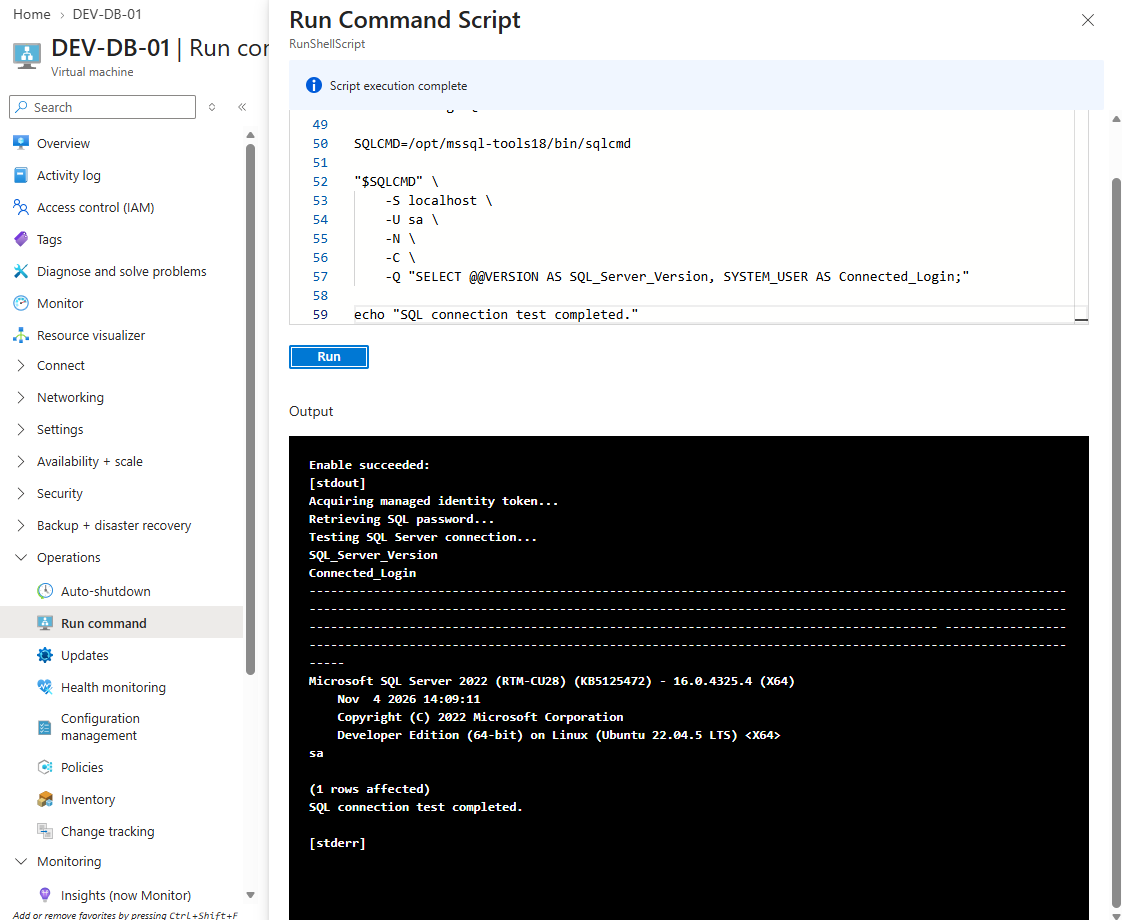 Home > DEV-DB-01
DEV-DB-01 | Run cor
Virtual machine
Search
Overview
Activity log
Access control (IAM)
Tags
Diagnose and solve problems
Monitor
Resource visualizer
Connect
Networking
Settings
Availability + scale
Security
Backup + disaster recovery
Operations
Auto-shutdown
Run command
Updates
Health monitoring
Configuration
management
Policies
Inventory
Change tracking
Monitoring
Insights (now Monitor)
Add or remove favorites by pressing Ctrl+Shift+F
Run Command Script
RunShellScript
Script execution complete
49
50 SQLCMD=/opt/mssql-tools18/bin/sqlcmd
51
52 "$SQLCMD" \
53 -S localhost \
54 -U sa \
55 -N \
56 -C \
57 -Q "SELECT @@VERSION AS SQL_Server_Version, SYSTEM_USER AS Connected_Login;"
58
59 echo "SQL connection test completed."
Run
Output
Enable succeeded:
[stdout]
Acquiring managed identity token...
Retrieving SQL password...
Testing SQL Server connection...
SQL_Server_Version
Connected_Login
Microsoft SQL Server 2022 (RTM-CU28) (KB5125472) - 16.0.4325.4 (X64)
Nov 4 2026 14:09:11
Copyright (C) 2022 Microsoft Corporation
Developer Edition (64-bit) on Linux (Ubuntu 22.04.5 LTS) <X64>
sa
(1 rows affected)
SQL connection test completed.
[stderr]